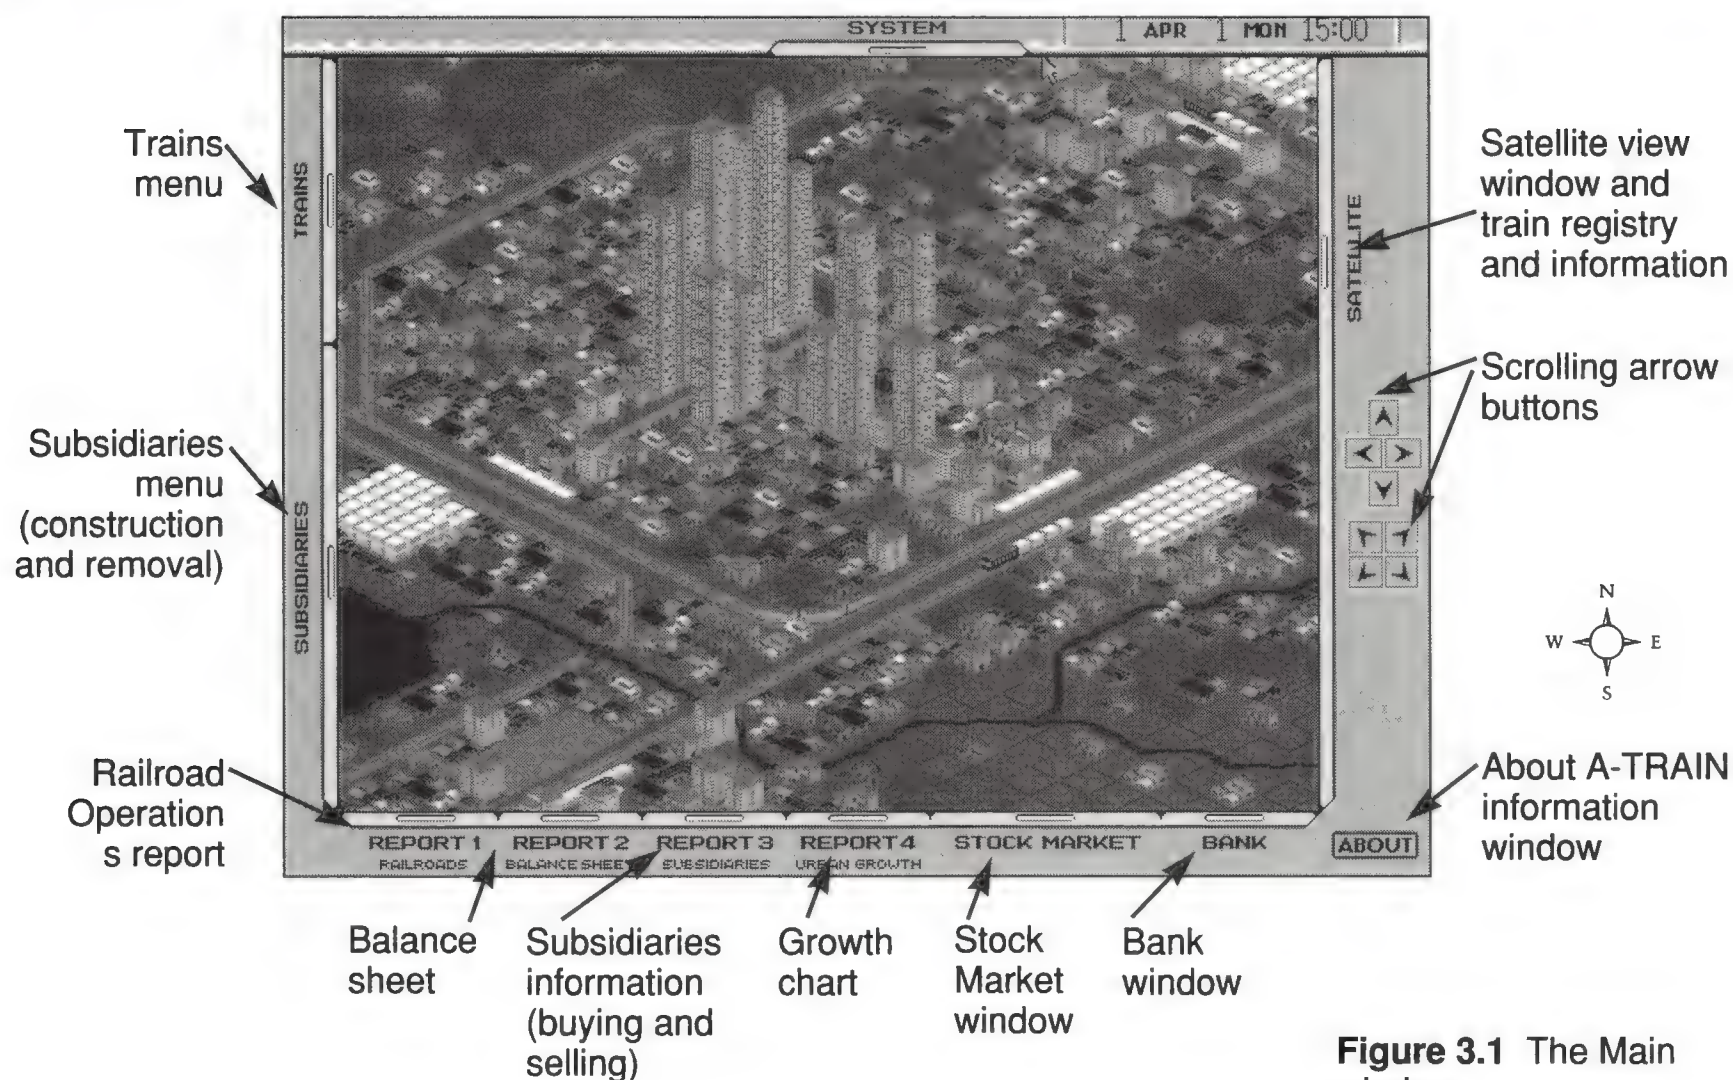 SYSTEM
1 APR 1 MON 15:00
Trains
menu
TRAINS
Satellite view
window and
train registry
and information
SATELLITE
Scrolling arrow
buttons
Subsidiaries
menu
(construction
and removal)
SUBSIDIARIES
N
W E
S
Railroad
Operation
s report
About A-TRAIN
information
window
REPORT 1 REPORT 2 REPORT 3 REPORT 4 STOCK MARKET BANK ABOUT
RAILROADS BALANCE SHEET SUBSIDIARIES URBAN GROWTH
Balance
sheet
Subsidiaries
information
(buying and
selling)
Growth
chart
Stock
Market
window
Bank
window
Figure 3.1 The Main